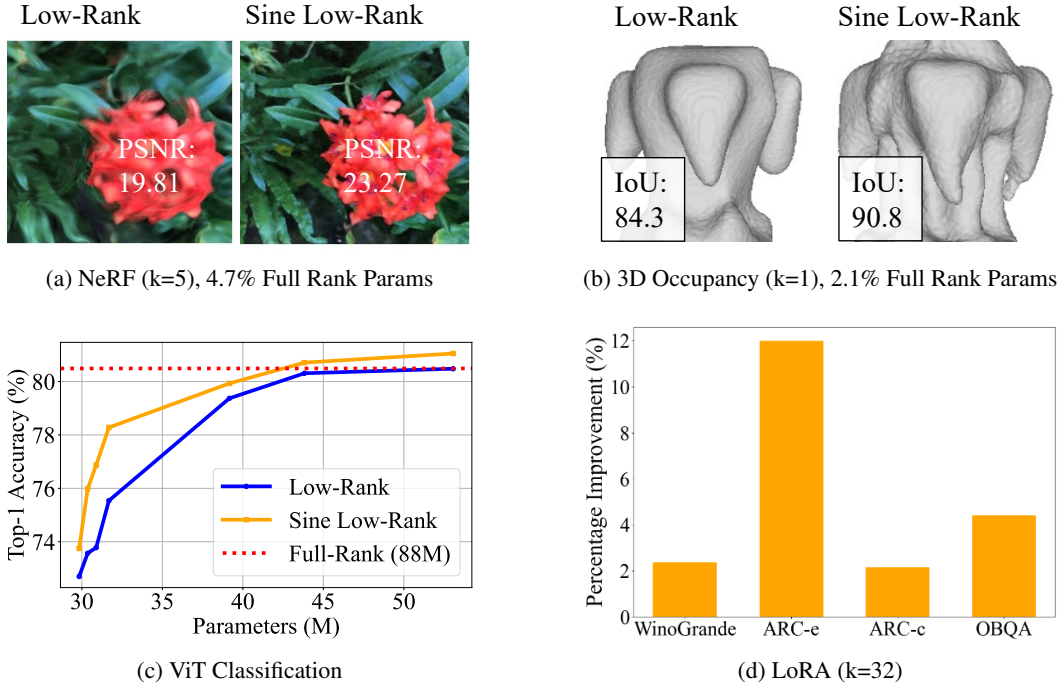 Low-Rank
Sine Low-Rank
PSNR:
19.81
PSNR:
23.27
(a) NeRF (k=5), 4.7% Full Rank Params
Low-Rank
Sine Low-Rank
IoU:
84.3
IoU:
90.8
(b) 3D Occupancy (k=1), 2.1% Full Rank Params
Top-1 Accuracy (%)
80
78
76
74
Low-Rank
Sine Low-Rank
Full-Rank (88M)
30
35
40
45
50
Parameters (M)
(c) ViT Classification
Percentage Improvement (%)
12
10
8
6
4
2
0
WinoGrande
ARC-e
ARC-c
OBQA
(d) LoRA (k=32)